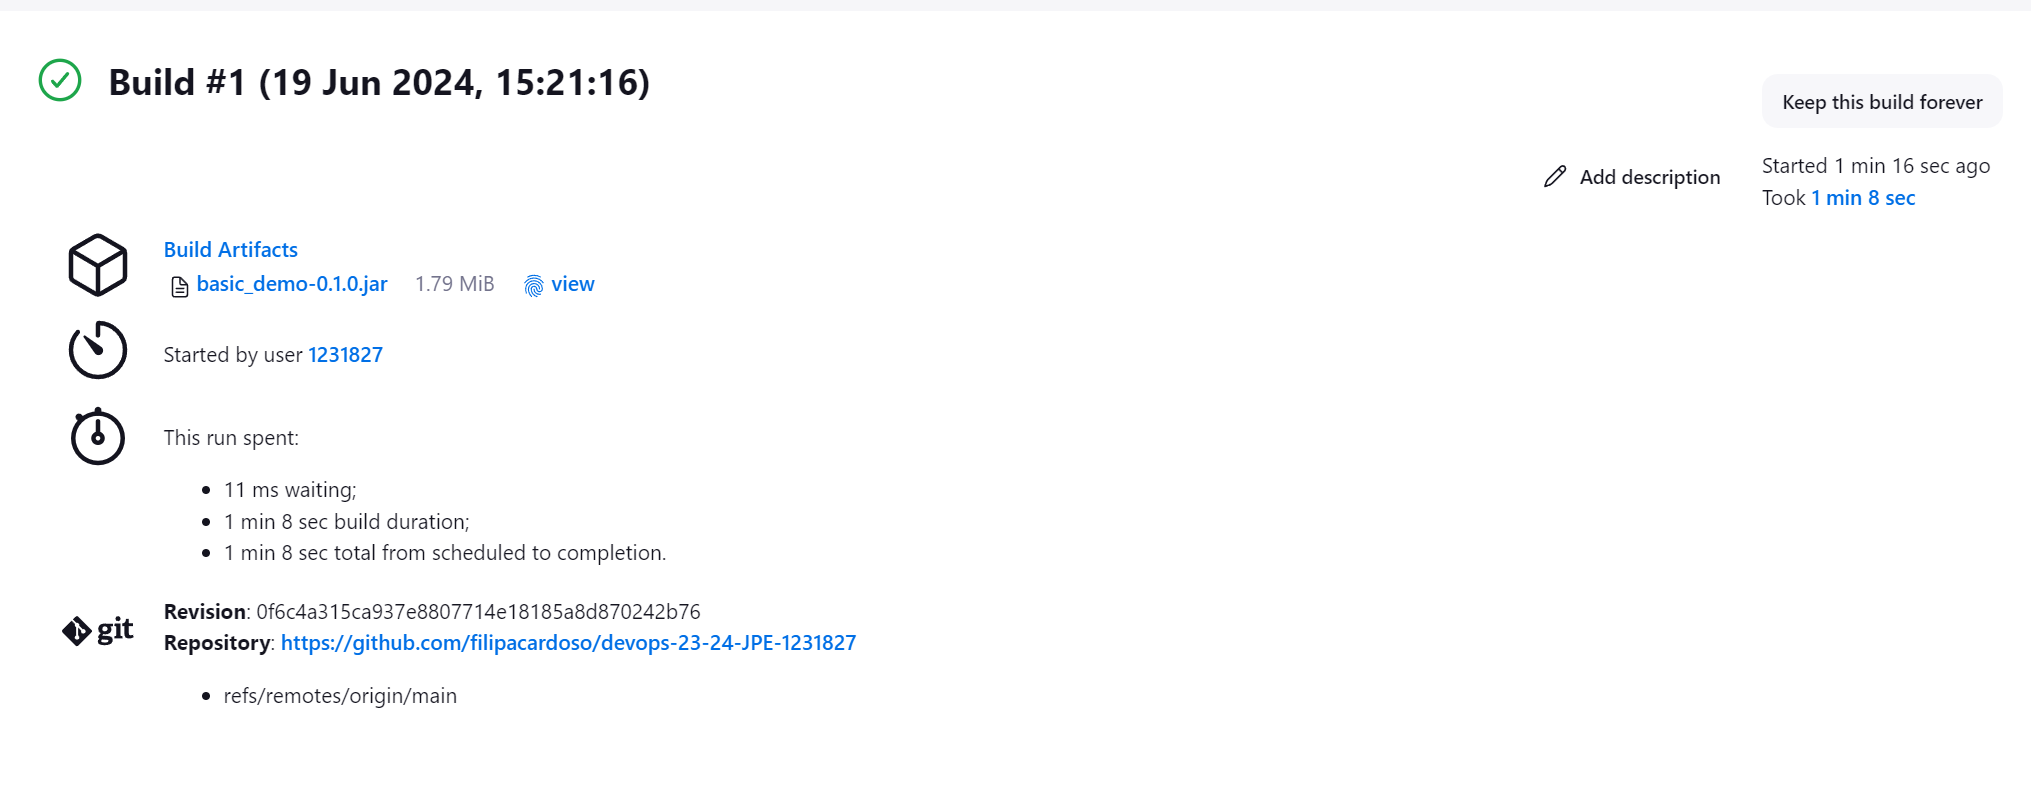 Build #1 (19 Jun 2024, 15:21:16)
Keep this build forever
Add description
Started 1 min 16 sec ago
Took 1 min 8 sec
Build Artifacts
basic_demo-0.1.0.jar 1.79 MiB view
Started by user 1231827
This run spent:
11 ms waiting;
1 min 8 sec build duration;
1 min 8 sec total from scheduled to completion.
git
Revision: 0f6c4a315ca937e8807714e18185a8d870242b76
Repository: https://github.com/filipacardoso/devops-23-24-JPE-1231827
refs/remotes/origin/main